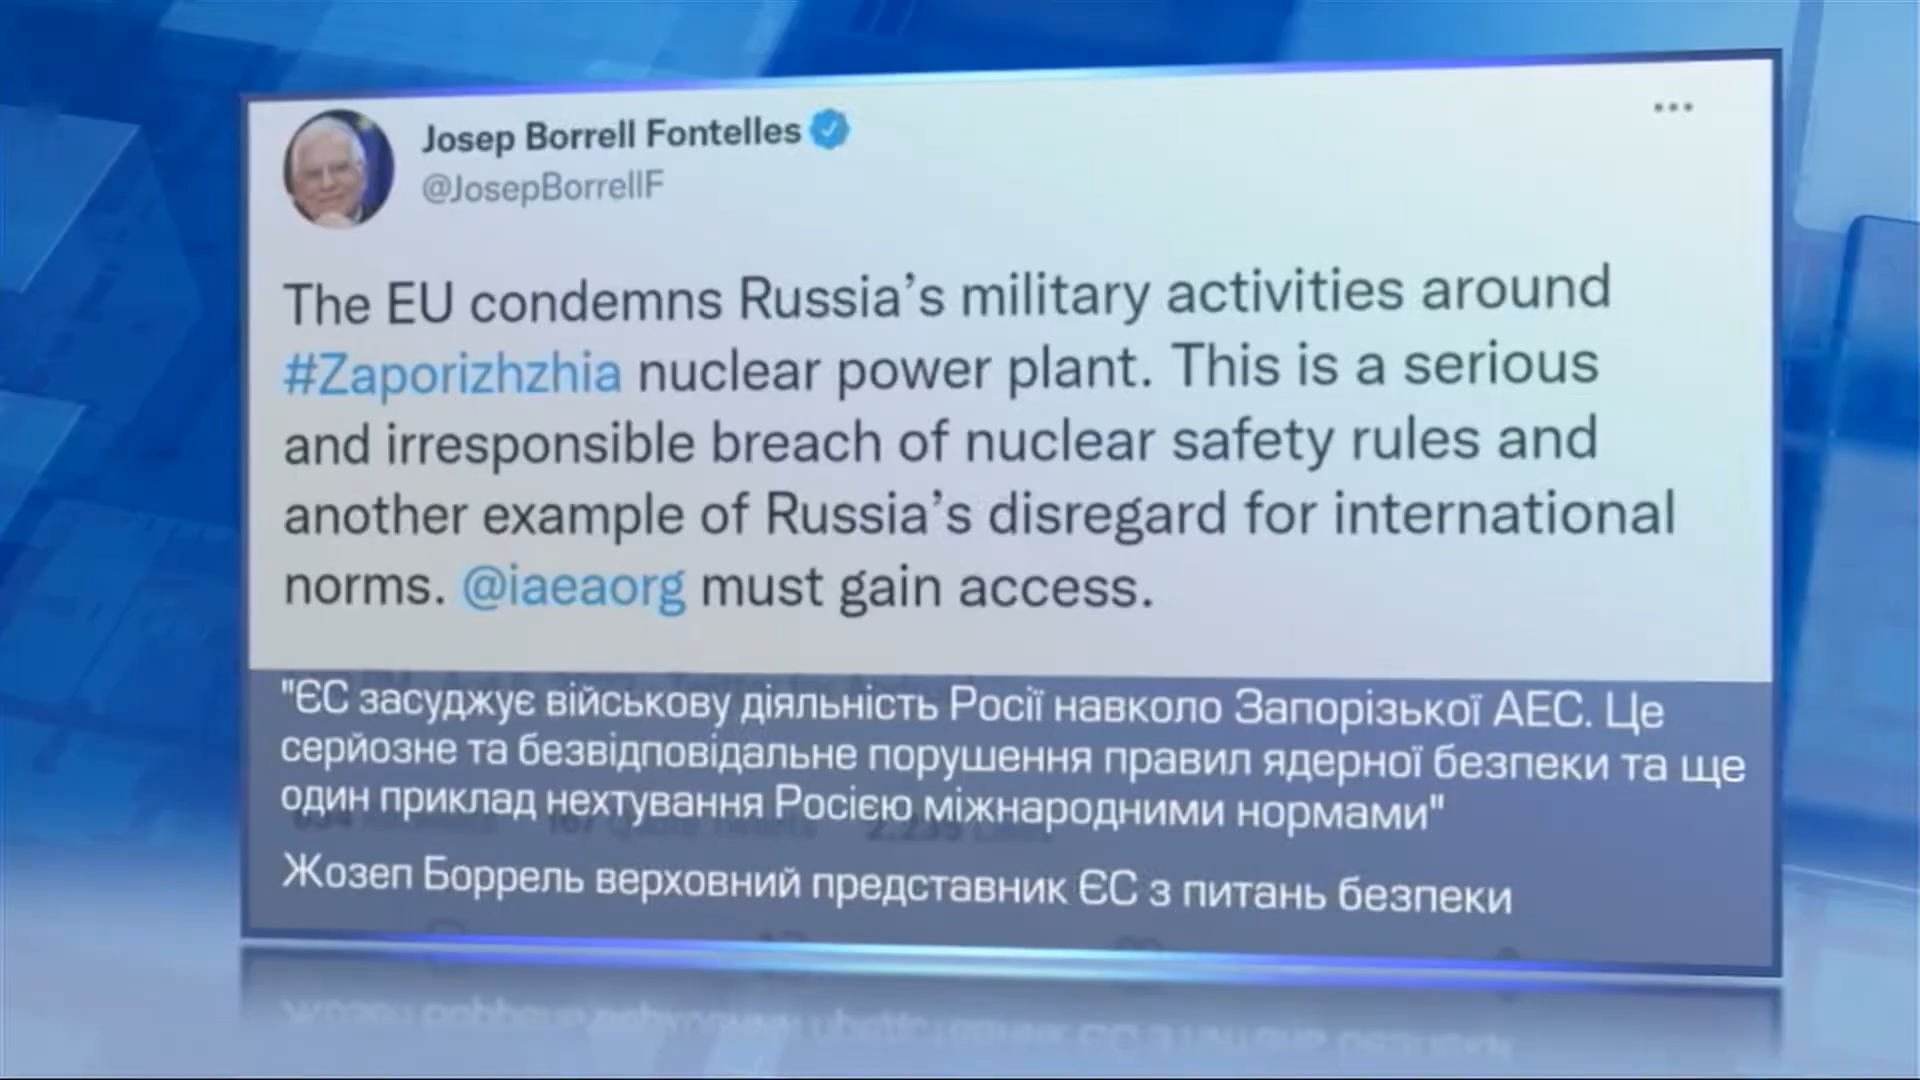 Josep Borrell Fontelles
@JosepBorrellF
The EU condemns Russia’s military activities around
#Zaporizhzhia nuclear power plant. This is a serious
and irresponsible breach of nuclear safety rules and
another example of Russia’s disregard for international
norms. @iaeaorg must gain access.
"ЄС засуджує військову діяльність Росії навколо Запорізької АЕС. Це
серйозне та безвідповідальне порушення правил ядерної безпеки та ще
один приклад нехтування Росією міжнародними нормами"
Жозеп Боррель верховний представник ЄС з питань безпеки